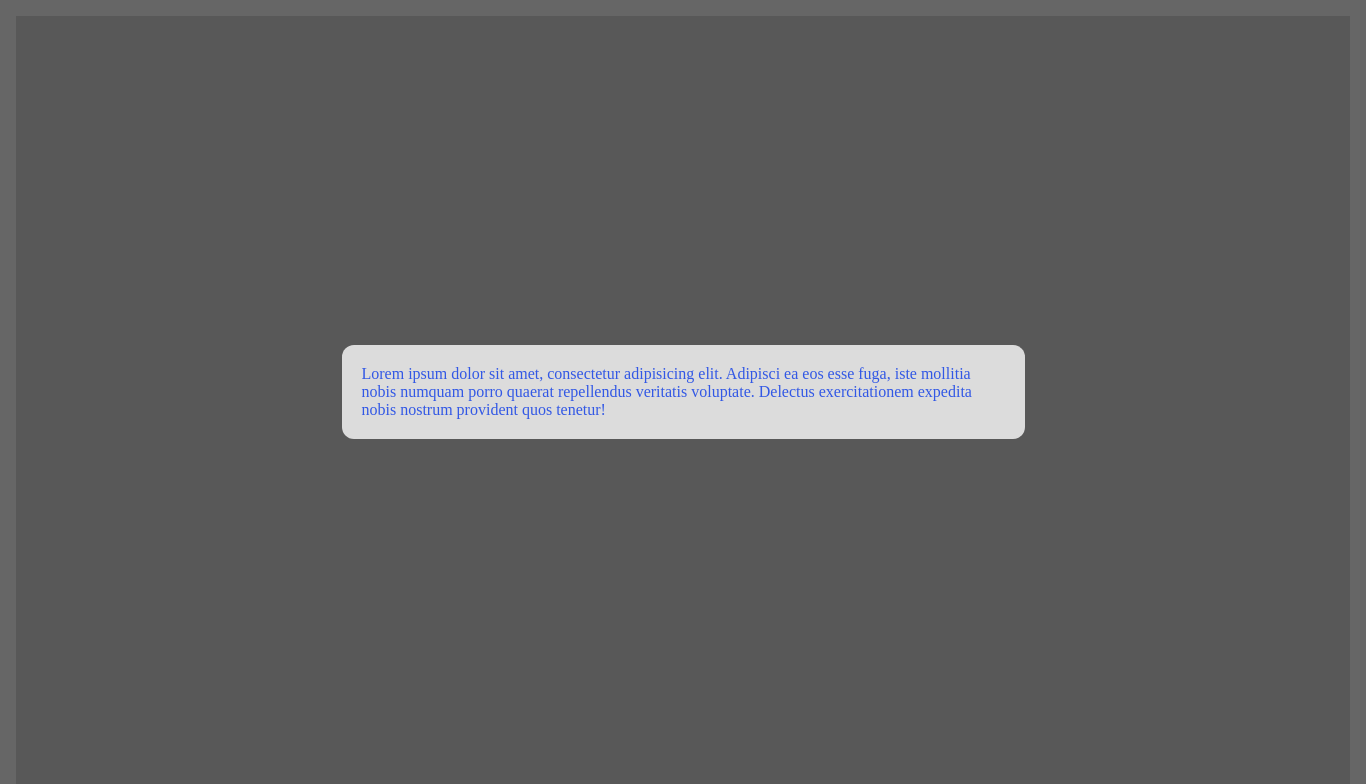 Lorem ipsum dolor sit amet, consectetur adipisicing elit. Adipisci ea eos esse fuga, iste mollitia
nobis numquam porro quaerat repellendus veritatis voluptate. Delectus exercitationem expedita
nobis nostrum provident quos tenetur!